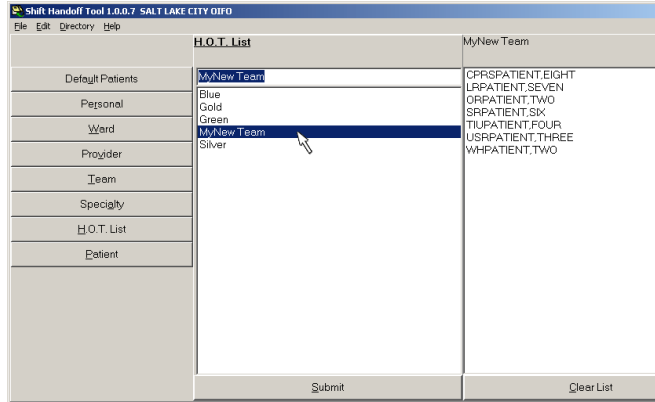 Shift Handoff Tool 1.0.0.7 SALT LAKE CITY OIFO
File Edit Directory Help
H.O.T. List
MyNew Team
Default Patients
Personal
Ward
Provider
Team
Specialty
H.O.T. List
Patient
MyNew Team
Blue
Gold
Green
MyNew Team
Silver
CPRSPATIENT,EIGHT
LRPATIENT,SEVEN
ORPATIENT,TWO
SRPATIENT,SIX
TIUPATIENT,FOUR
USRPATIENT,THREE
WHPATIENT,TWO
Submit
Clear List